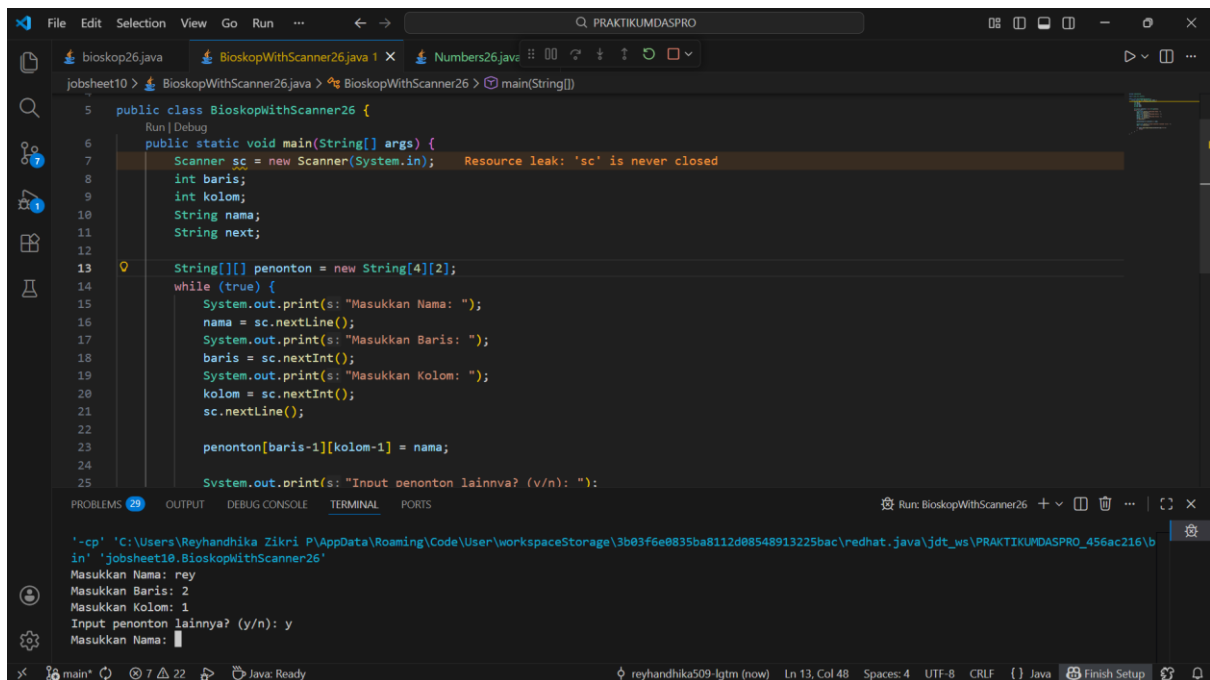 File Edit Selection View Go Run ··· ← → PRAKTIKUMDASPRO
bioskop26.java BioskopWithScanner26.java 1 × Numbers26.java
jobsheet10 > BioskopWithScanner26.java > BioskopWithScanner26 > main(String[])
5 public class BioskopWithScanner26 {
Run | Debug
6 public static void main(String[] args) {
7 Scanner sc = new Scanner(System.in); Resource leak: 'sc' is never closed
8 int baris;
9 int kolom;
10 String nama;
11 String next;
12
13 String[][] penonton = new String[4][2];
14 while (true) {
15 System.out.print(s: "Masukkan Nama: ");
16 nama = sc.nextLine();
17 System.out.print(s: "Masukkan Baris: ");
18 baris = sc.nextInt();
19 System.out.print(s: "Masukkan Kolom: ");
20 kolom = sc.nextInt();
21 sc.nextLine();
22
23 penonton[baris-1][kolom-1] = nama;
24
25 System.out.print(s: "Input penonton lainnya? (y/n): ");
7
1
PROBLEMS 29 OUTPUT DEBUG CONSOLE TERMINAL PORTS Run: BioskopWithScanner26
'-cp' 'C:\Users\Reyhandhika Zikri P\AppData\Roaming\Code\User\workspaceStorage\3b03f6e0835ba8112d08548913225bac\redhat.java\jdt_ws\PRAKTIKUMDASPRO_456ac216\b
in' 'jobsheet10.BioskopWithScanner26'
Masukkan Nama: rey
Masukkan Baris: 2
Masukkan Kolom: 1
Input penonton lainnya? (y/n): y
Masukkan Nama:
main* 7 22 Java: Ready reyhandhika509-lgtm (now) Ln 13, Col 48 Spaces: 4 UTF-8 CRLF {} Java Finish Setup